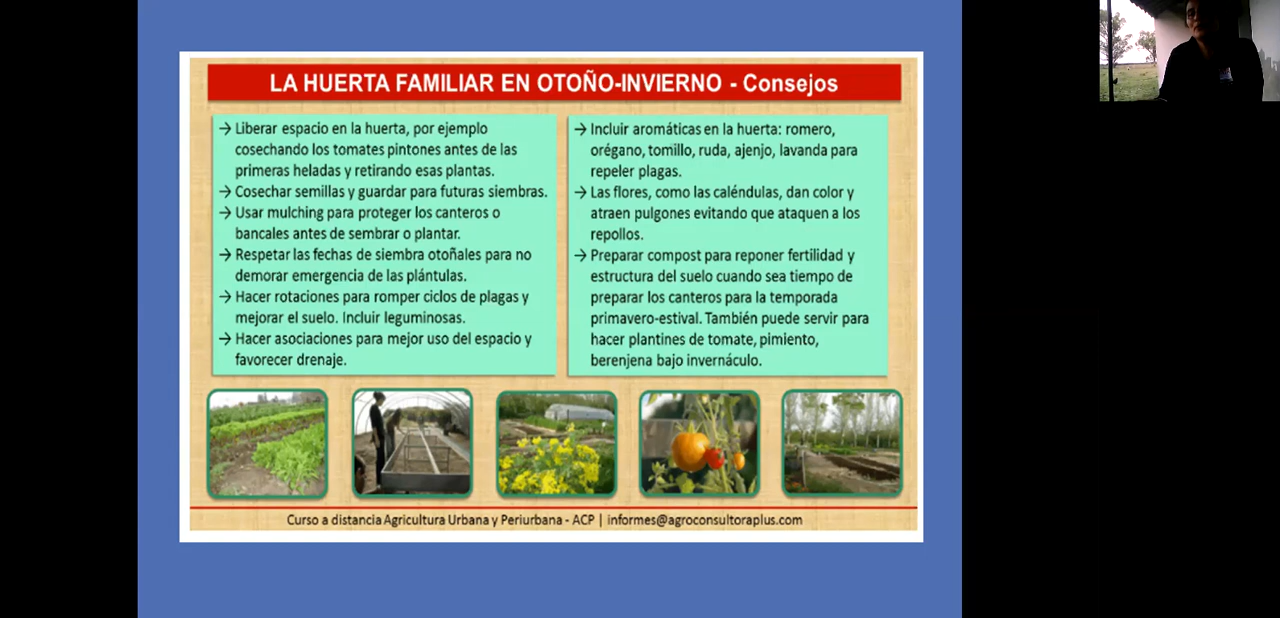 LA HUERTA FAMILIAR EN OTOÑO-INVIERNO - Consejos
→ Liberar espacio en la huerta, por ejemplo
cosechando los tomates pintones antes de las
primeras heladas y retirando esas plantas.
→ Cosechar semillas y guardar para futuras siembras.
→ Usar mulching para proteger los canteros o
bancales antes de sembrar o plantar.
→ Respetar las fechas de siembra otoñales para no
demorar emergencia de las plántulas.
→ Hacer rotaciones para romper ciclos de plagas y
mejorar el suelo. Incluir leguminosas.
→ Hacer asociaciones para mejor uso del espacio y
favorecer drenaje.
→ Incluir aromáticas en la huerta: romero,
orégano, tomillo, ruda, ajenjo, lavanda para
repeler plagas.
→ Las flores, como las caléndulas, dan color y
atraen pulgones evitando que ataquen a los
repollos.
→ Preparar compost para reponer fertilidad y
estructura del suelo cuando sea tiempo de
preparar los canteros para la temporada
primavero-estival. También puede servir para
hacer plantines de tomate, pimiento,
berenjena bajo invernáculo.
Curso a distancia Agricultura Urbana y Periurbana - ACP | informes@agroconsultoraplus.com